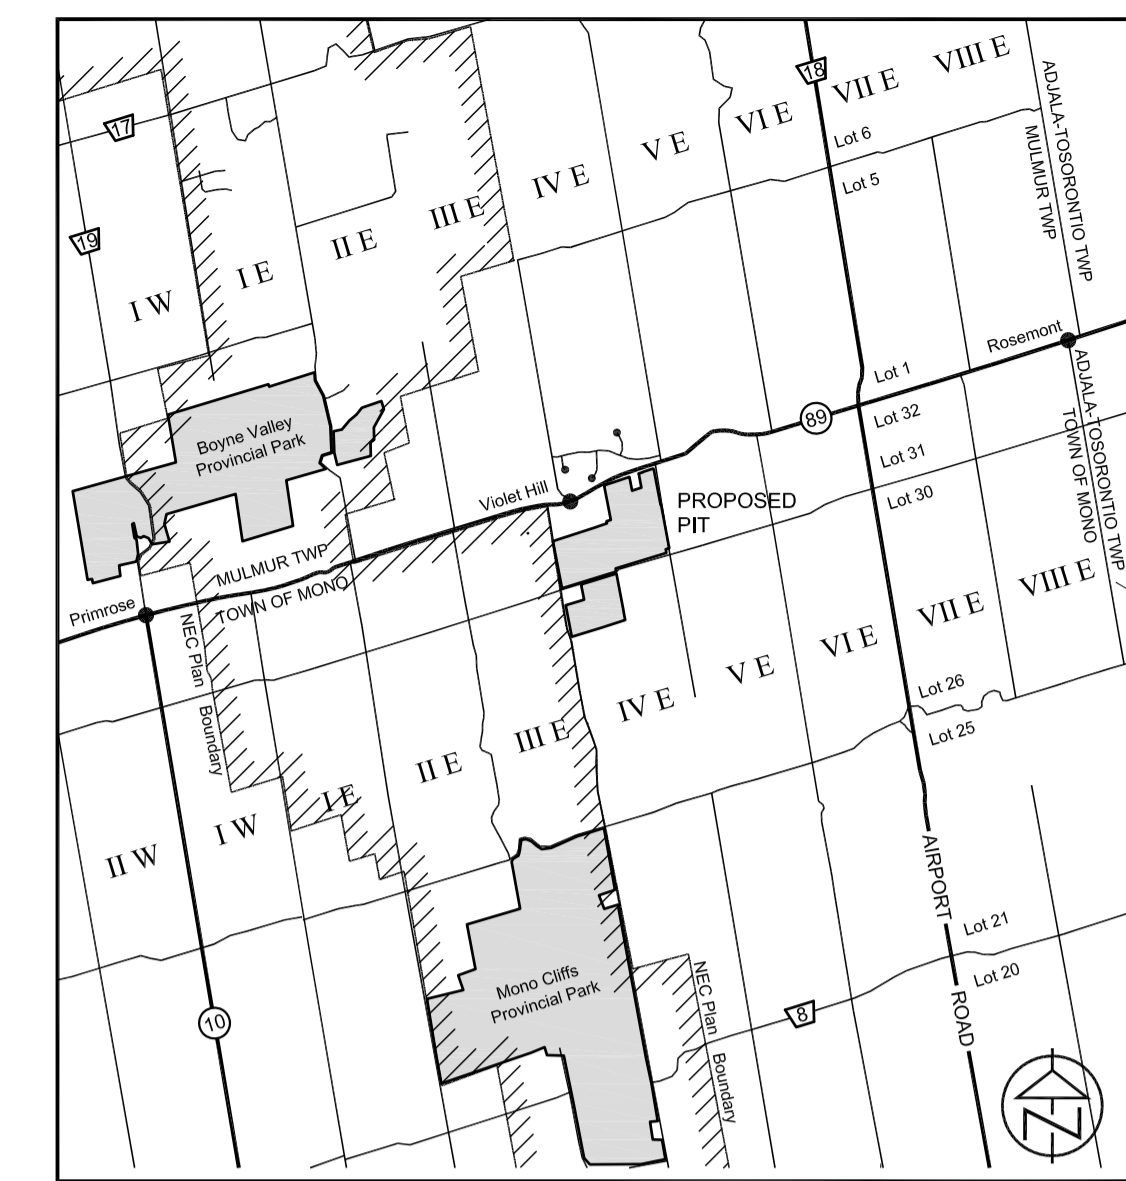 17
19
18
I W
I E
II E
III E
IV E
V E
VI E
VII E
VIII E
Lot 6
Lot 5
ADJALA-TOSORONTIO TWP
MULMUR TWP
Rosemont
Lot 1
89
Lot 32
Lot 31
Lot 30
ADJALA-TOSORONTIO TWP
TOWN OF MONO
Boyne Valley
Provincial Park
Violet Hill
PROPOSED
PIT
MULMUR TWP
TOWN OF MONO
Primrose
NEC Plan
Boundary
II W
I W
I E
II E
III E
IV E
V E
VI E
VII E
VIII E
Lot 26
Lot 25
AIRPORT
ROAD
Lot 21
Lot 20
Mono Cliffs
Provincial Park
NEC Plan
Boundary
8
10
N